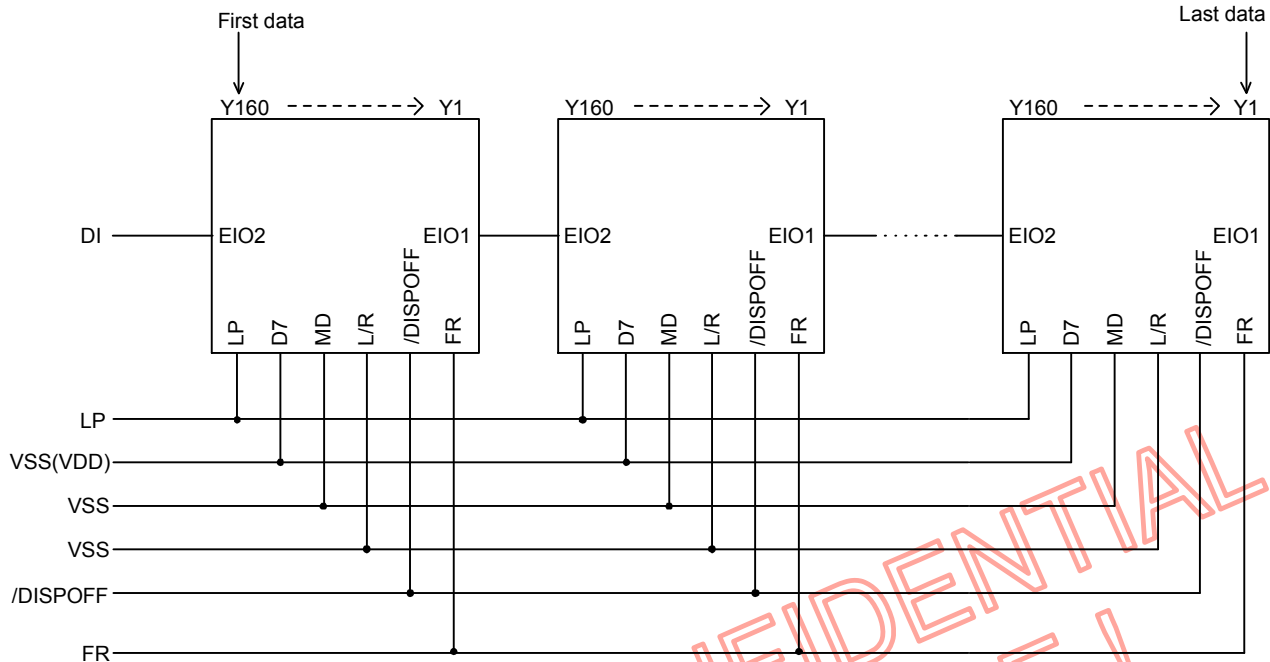 First data
Last data
Y160 Y1
Y160 Y1
Y160 Y1
DI
EIO2 EIO1
EIO2 EIO1
EIO2 EIO1
LP D7 MD L/R /DISPOFF FR
LP D7 MD L/R /DISPOFF FR
LP D7 MD L/R /DISPOFF FR
LP
VSS(VDD)
VSS
VSS
/DISPOFF
FR